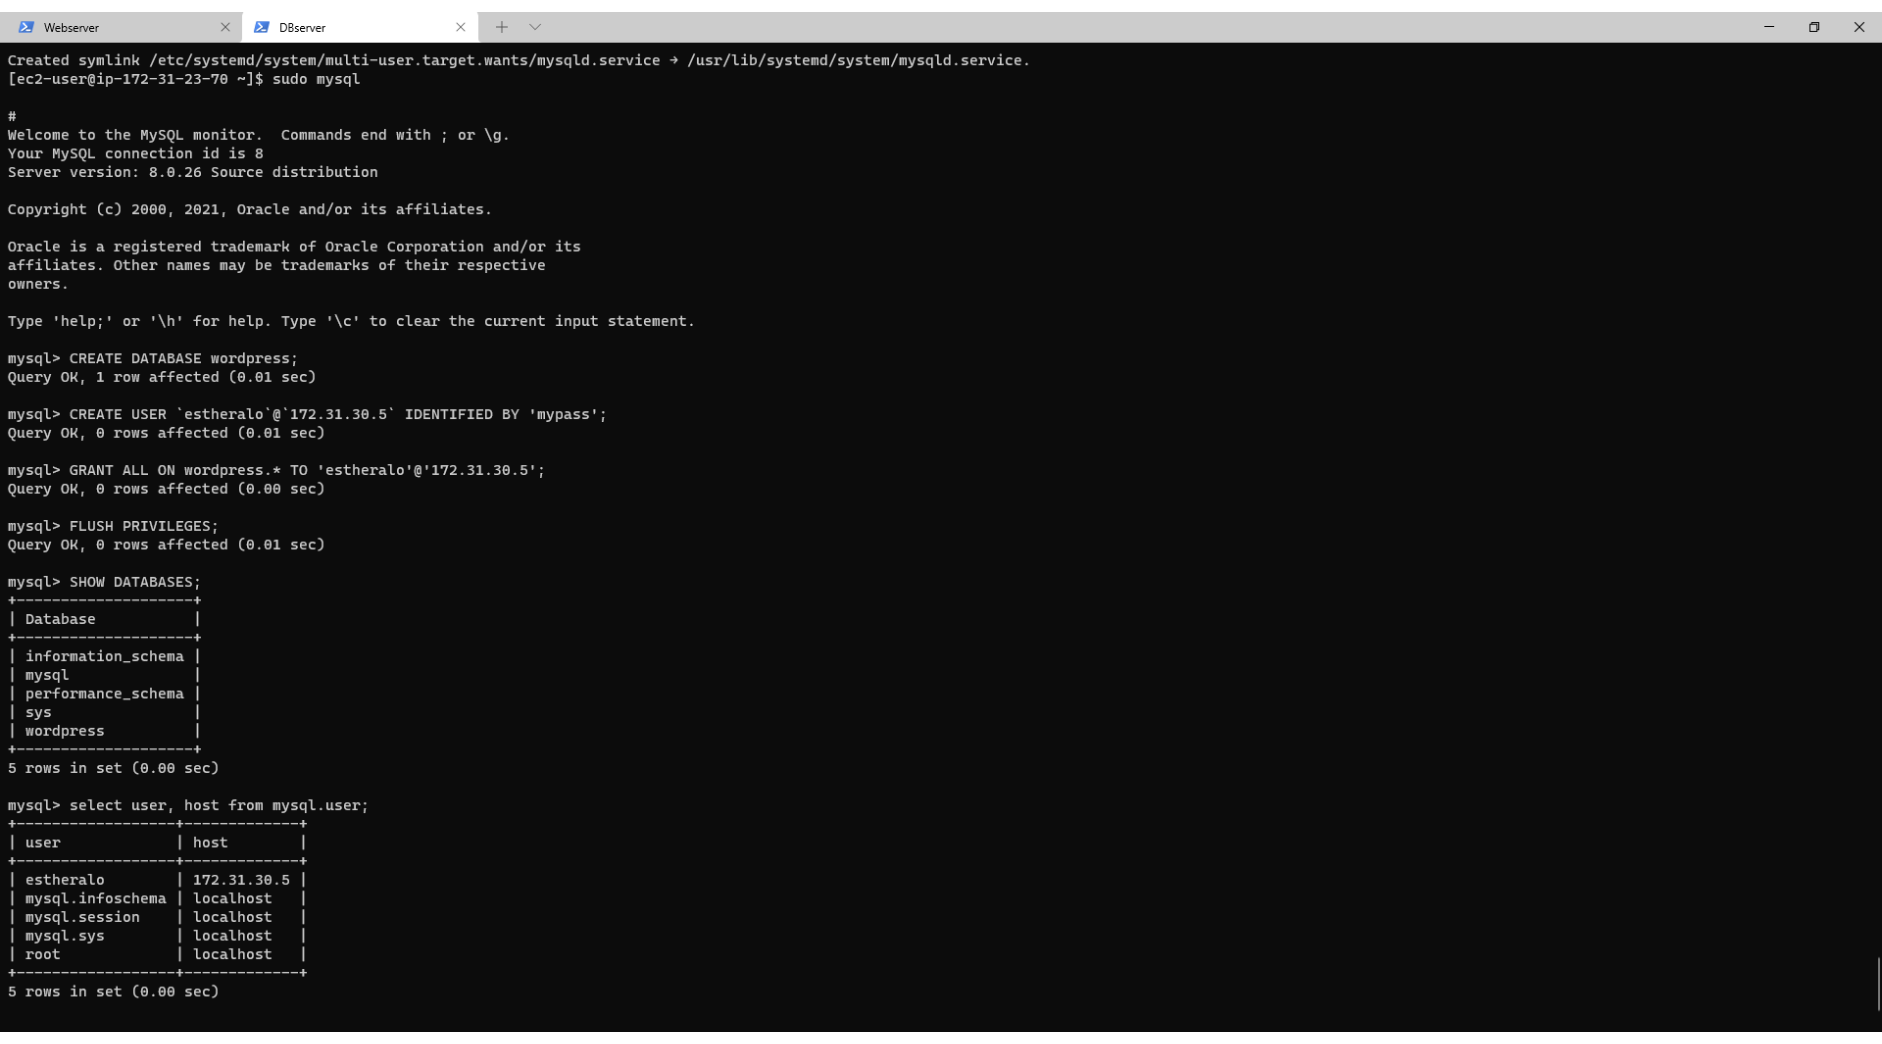 Webserver
DBserver
Created symlink /etc/systemd/system/multi-user.target.wants/mysqld.service → /usr/lib/systemd/system/mysqld.service.
[ec2-user@ip-172-31-23-70 ~]$ sudo mysql
#
Welcome to the MySQL monitor.  Commands end with ; or \g.
Your MySQL connection id is 8
Server version: 8.0.26 Source distribution
Copyright (c) 2000, 2021, Oracle and/or its affiliates.
Oracle is a registered trademark of Oracle Corporation and/or its
affiliates. Other names may be trademarks of their respective
owners.
Type 'help;' or '\h' for help. Type '\c' to clear the current input statement.
mysql> CREATE DATABASE wordpress;
Query OK, 1 row affected (0.01 sec)
mysql> CREATE USER `estheralo`@`172.31.30.5` IDENTIFIED BY 'mypass';
Query OK, 0 rows affected (0.01 sec)
mysql> GRANT ALL ON wordpress.* TO 'estheralo'@'172.31.30.5';
Query OK, 0 rows affected (0.00 sec)
mysql> FLUSH PRIVILEGES;
Query OK, 0 rows affected (0.01 sec)
mysql> SHOW DATABASES;
+--------------------+
| Database           |
+--------------------+
| information_schema |
| mysql              |
| performance_schema |
| sys                |
| wordpress          |
+--------------------+
5 rows in set (0.00 sec)
mysql> select user, host from mysql.user;
+------------------+-------------+
| user             | host        |
+------------------+-------------+
| estheralo        | 172.31.30.5 |
| mysql.infoschema | localhost   |
| mysql.session    | localhost   |
| mysql.sys        | localhost   |
| root             | localhost   |
+------------------+-------------+
5 rows in set (0.00 sec)